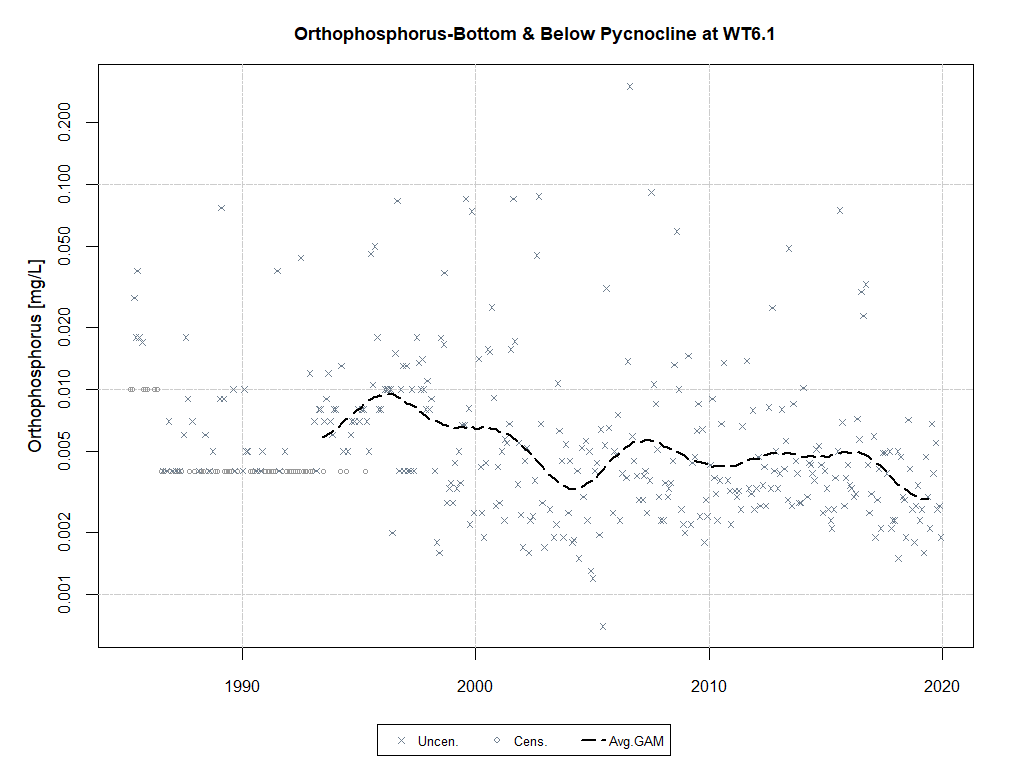 Orthophosphorus-Bottom & Below Pycnocline at WT6.1
Orthophosphorus [mg/L]
0.200
0.100
0.050
0.020
0.010
0.005
0.002
0.001
1990 2000 2010 2020
Uncen. Cens. Avg.GAM